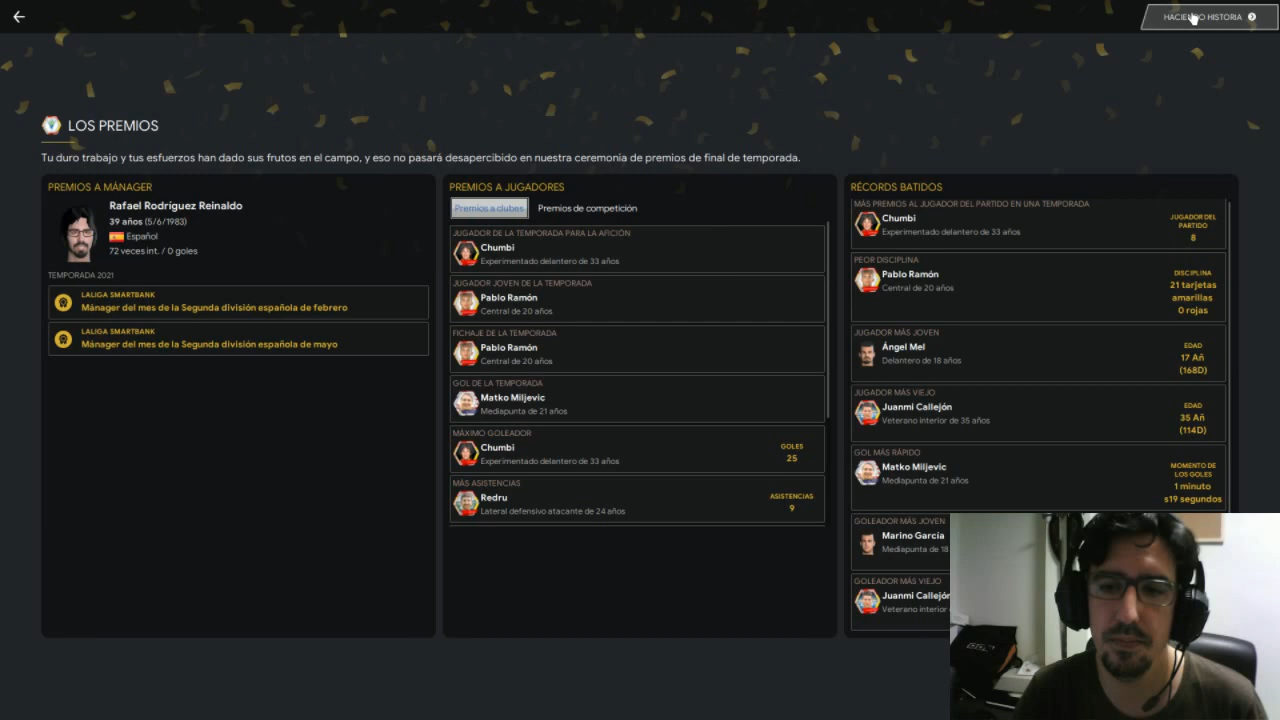 HACIENDO HISTORIA
LOS PREMIOS
Tu duro trabajo y tus esfuerzos han dado sus frutos en el campo, y eso no pasará desapercibido en nuestra ceremonia de premios de final de temporada.
PREMIOS A MÁNAGER
Rafael Rodríguez Reinaldo
39 años (5/6/1983)
Español
72 veces int. / 0 goles
TEMPORADA 2021
LALIGA SMARTBANK
Mánager del mes de la Segunda división española de febrero
LALIGA SMARTBANK
Mánager del mes de la Segunda división española de mayo
PREMIOS A JUGADORES
Premios a clubes Premios de competición
JUGADOR DE LA TEMPORADA PARA LA AFICIÓN
Chumbi
Experimentado delantero de 33 años
JUGADOR JOVEN DE LA TEMPORADA
Pablo Ramón
Central de 20 años
FICHAJE DE LA TEMPORADA
Pablo Ramón
Central de 20 años
GOL DE LA TEMPORADA
Matko Miljevic
Mediapunta de 21 años
MÁXIMO GOLEADOR
Chumbi
Experimentado delantero de 33 años
GOLES
25
MÁS ASISTENCIAS
Redru
Lateral defensivo atacante de 24 años
ASISTENCIAS
9
RÉCORDS BATIDOS
MÁS PREMIOS AL JUGADOR DEL PARTIDO EN UNA TEMPORADA
Chumbi
Experimentado delantero de 33 años
JUGADOR DEL
PARTIDO
8
PEOR DISCIPLINA
Pablo Ramón
Central de 20 años
DISCIPLINA
21 tarjetas
amarillas
0 rojas
JUGADOR MÁS JOVEN
Ángel Mel
Delantero de 18 años
EDAD
17 Añ
(168D)
JUGADOR MÁS VIEJO
Juanmi Callejón
Veterano interior de 35 años
EDAD
35 Añ
(114D)
GOL MÁS RÁPIDO
Matko Miljevic
Mediapunta de 21 años
MOMENTO DE
LOS GOLES
1 minuto
s19 segundos
GOLEADOR MÁS JOVEN
Marino García
Mediapunta de 18
GOLEADOR MÁS VIEJO
Juanmi Callejón
Veterano interior